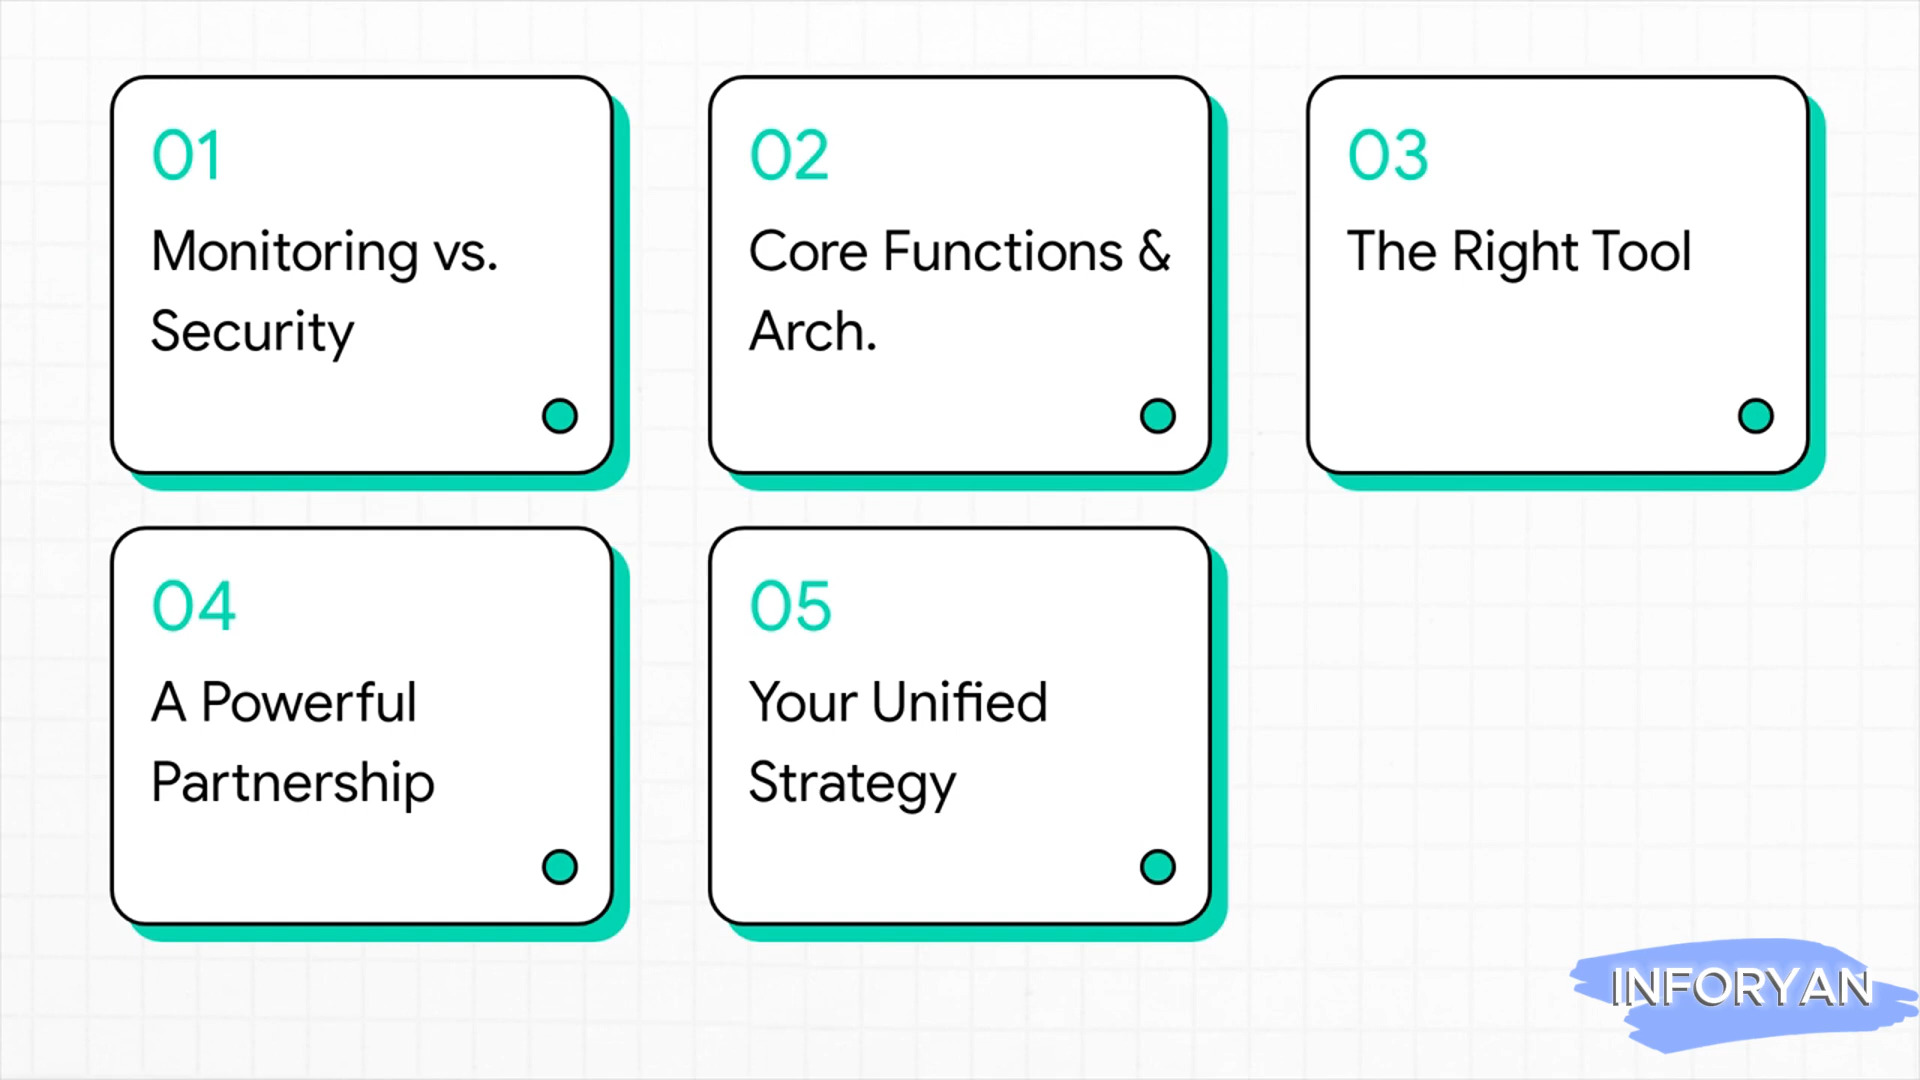 01
Monitoring vs.
Security
02
Core Functions &
Arch.
03
The Right Tool
04
A Powerful
Partnership
05
Your Unified
Strategy
INFORYAN